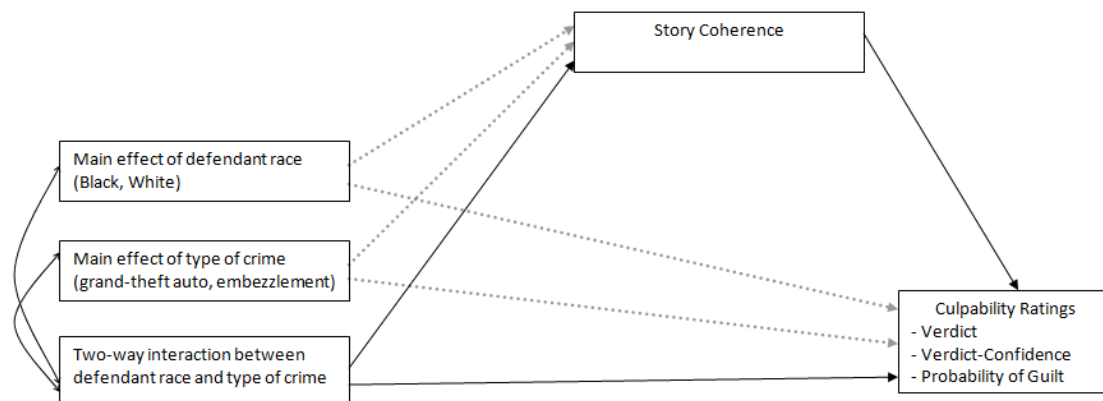 Story Coherence
Main effect of defendant race
(Black, White)
Main effect of type of crime
(grand-theft auto, embezzlement)
Two-way interaction between
defendant race and type of crime
Culpability Ratings
- Verdict
- Verdict-Confidence
- Probability of Guilt